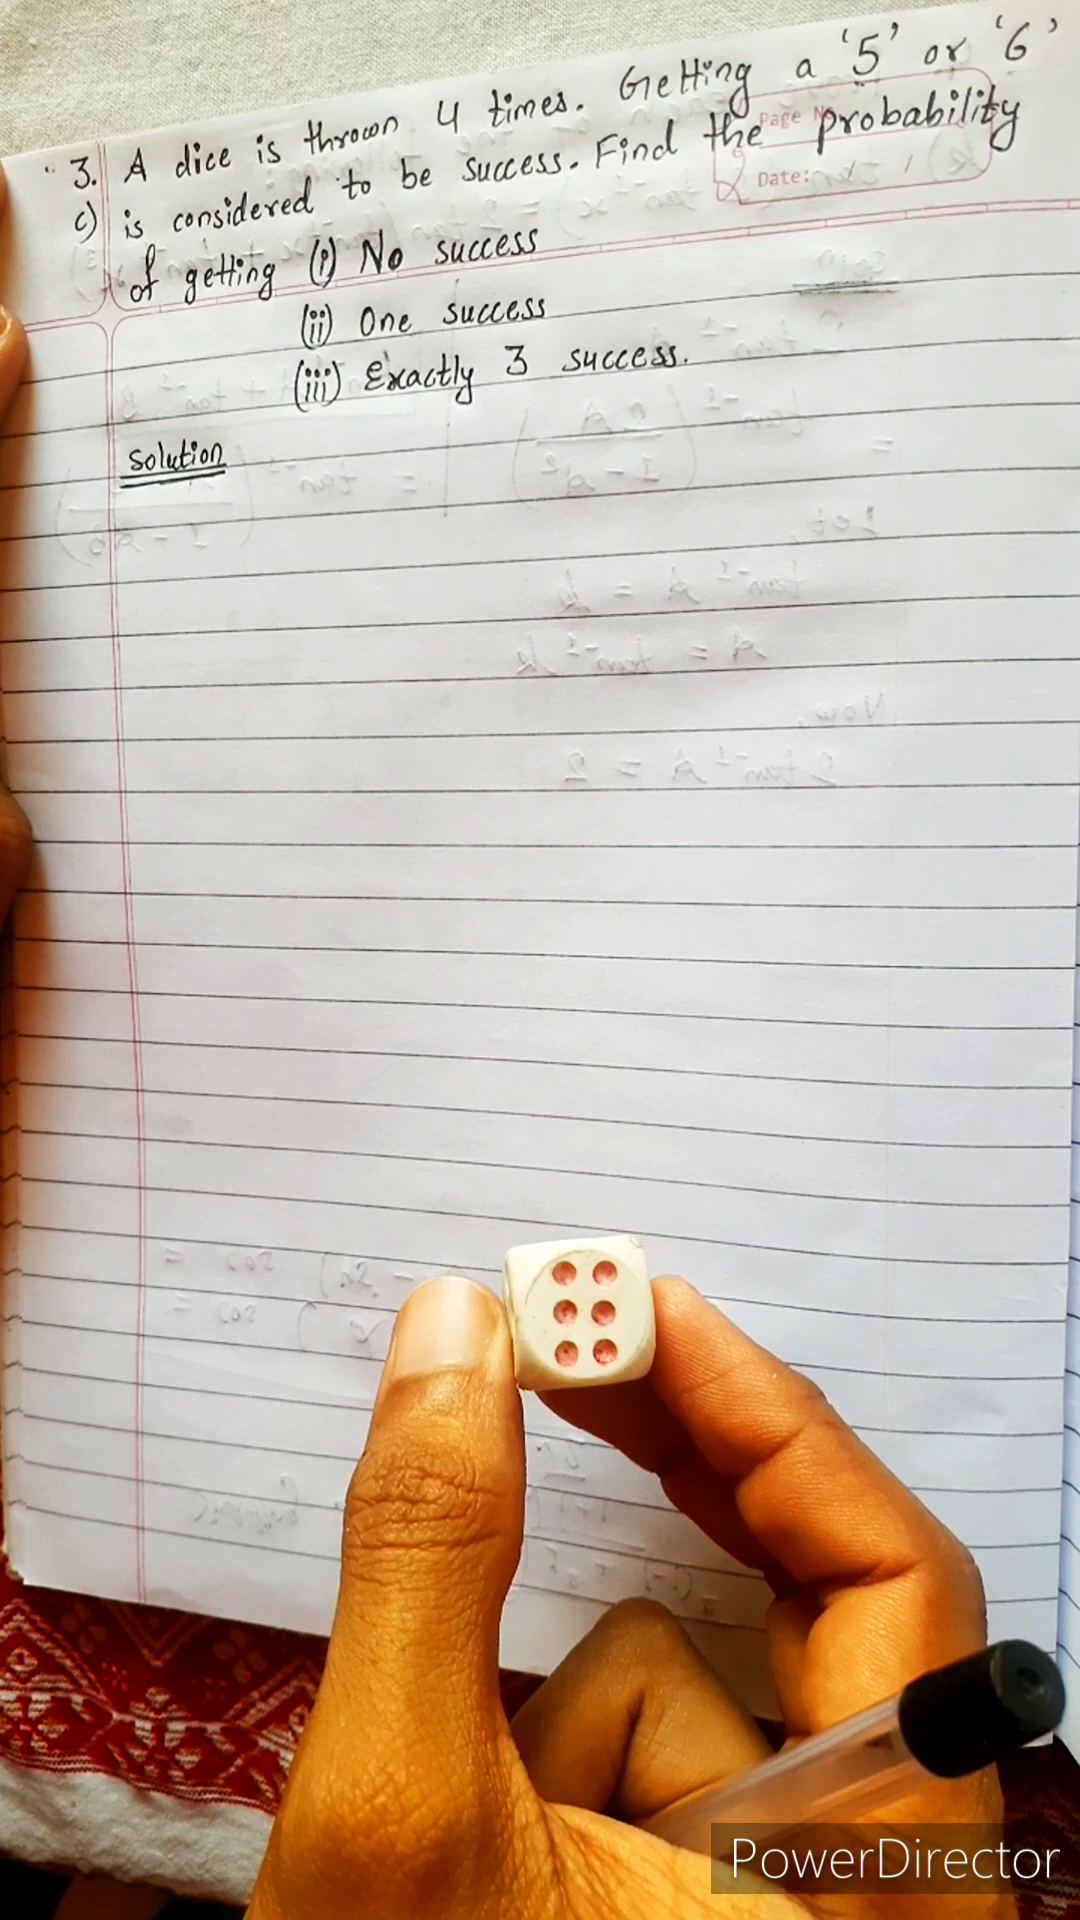 3. A dice is thrown 4 times. Getting a '5' or '6'
c) is considered to be success. Find the probability
of getting (i) No success
(ii) One success
(iii) Exactly 3 success.
Page No
Date: / /
solution
PowerDirector